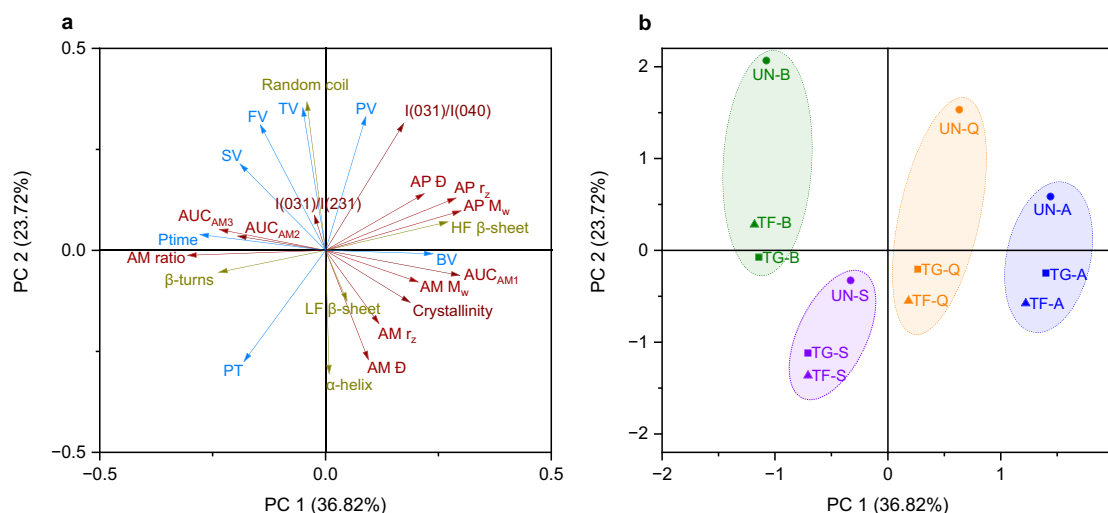 a
0.5
0.0
−0.5
PC 2 (23.72%)
Random coil
FV
TV
PV
I(031)/I(040)
SV
AP Đ
AP rz
AP Mw
I(031)/I(231)
HF β-sheet
AUCAM3
AUCAM2
Ptime
AM ratio
BV
β-turns
AUCAM1
AM Mw
LF β-sheet
Crystallinity
AM rz
PT
AM Đ
α-helix
−0.5
0.0
0.5
PC 1 (36.82%)
b
2
1
0
−1
−2
PC 2 (23.72%)
UN-B
UN-Q
UN-A
TF-B
TG-B
TG-Q
TG-A
UN-S
TF-Q
TF-A
TG-S
TF-S
−2
−1
0
1
PC 1 (36.82%)